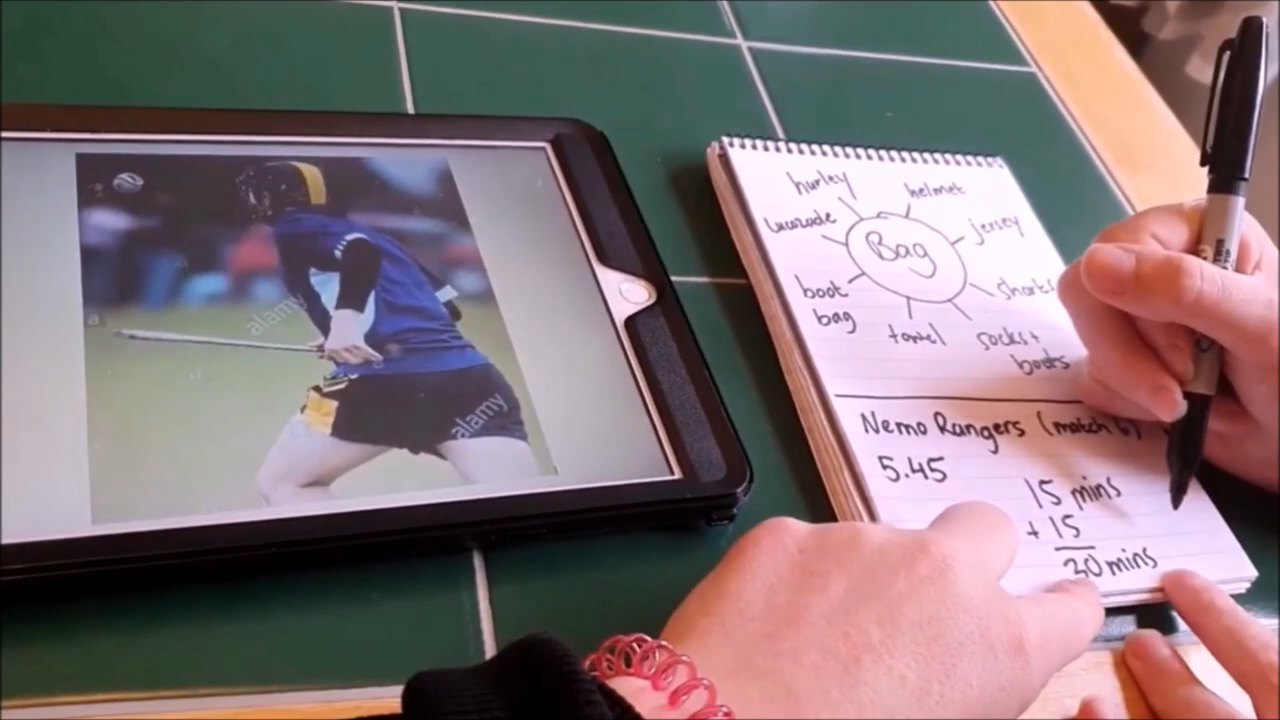 hurley
helmet
lucozade
jersey
Bag
boot
bag
shorts
towel
socks +
boots
Nemo Rangers (match 6)
5.45
15 mins
+ 15
30 mins
alamy
alamy
a